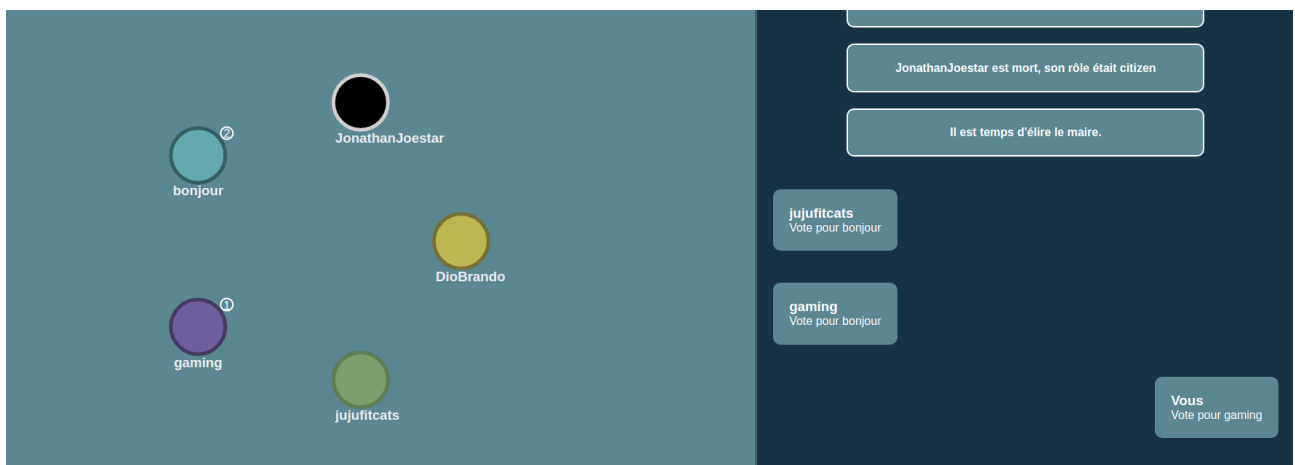 JonathanJoestar
②
bonjour
DioBrando
①
gaming
jujufitcats
JonathanJoestar est mort, son rôle était citizen
Il est temps d'élire le maire.
jujufitcats
Vote pour bonjour
gaming
Vote pour bonjour
Vous
Vote pour gaming